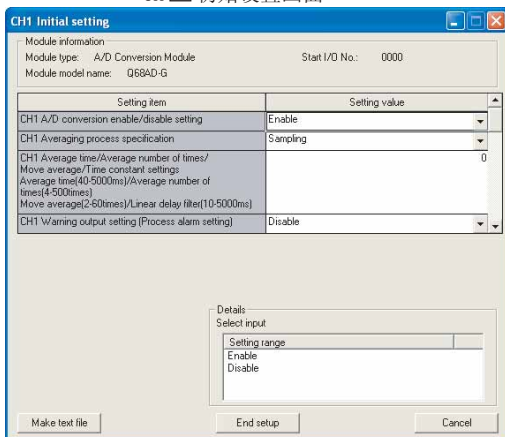 CH1 Initial setting
Module information
Module type: A/D Conversion Module
Start I/O No.: 0000
Module model name: Q68AD-G
Setting item
Setting value
CH1 A/D conversion enable/disable setting
Enable
CH1 Averaging process specification
Sampling
CH1 Average time/Average number of times/
Move average/Time constant settings
Average time(40-5000ms)/Average number of
times(4-500times)
Move average(2-60times)/Linear delay filter(10-5000ms)
0
CH1 Warning output setting (Process alarm setting)
Disable
Details
Select input
Setting range
Enable
Disable
Make text file
End setup
Cancel